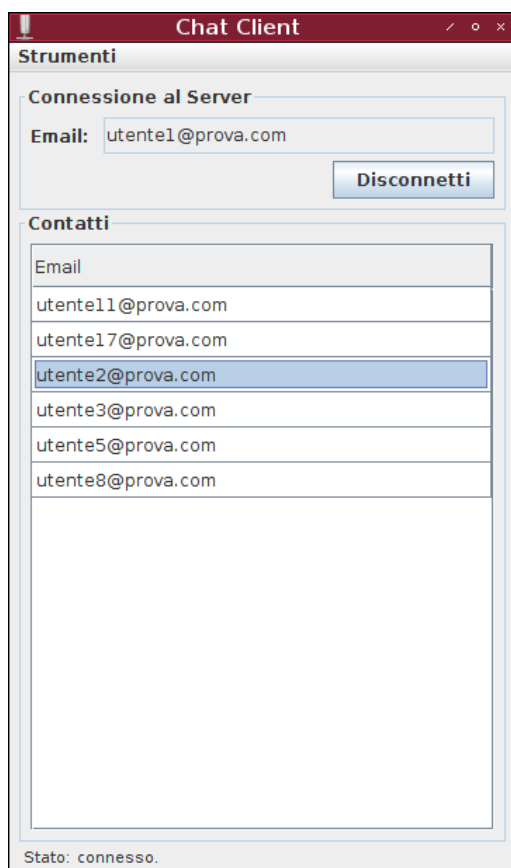 Chat Client
Strumenti
Connessione al Server
Email: utente1@prova.com
Disconnetti
Contatti
Email
utente11@prova.com
utente17@prova.com
utente2@prova.com
utente3@prova.com
utente5@prova.com
utente8@prova.com
Stato: connesso.